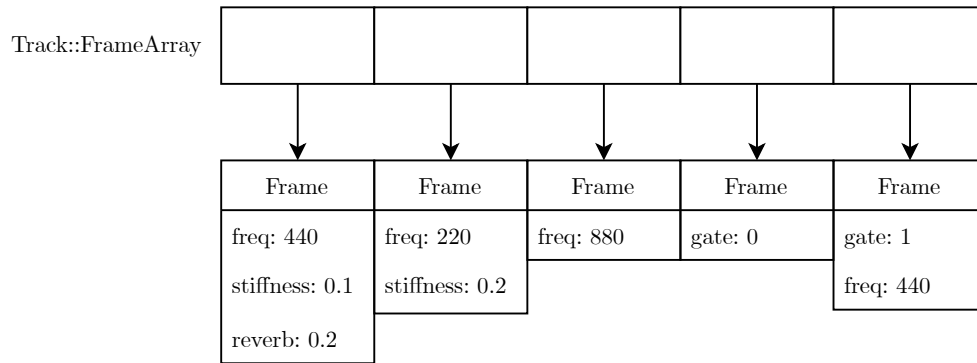 Track::FrameArray
Frame
freq: 440
stiffness: 0.1
reverb: 0.2
Frame
freq: 220
stiffness: 0.2
Frame
freq: 880
Frame
gate: 0
Frame
gate: 1
freq: 440